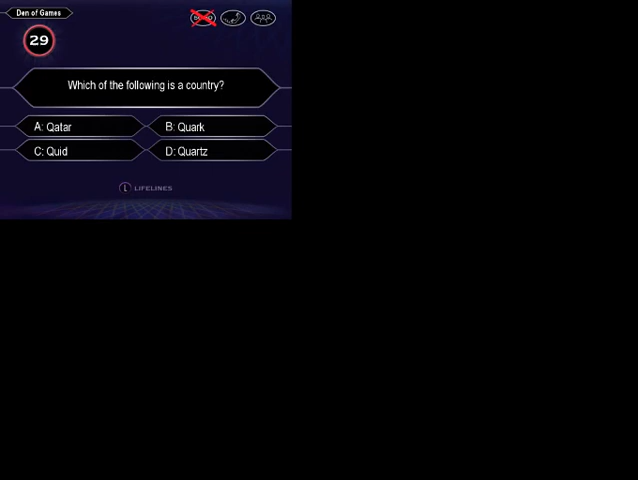 Den of Games
29
Which of the following is a country?
A: Qatar
B: Quark
C: Quid
D: Quartz
LIFELINES